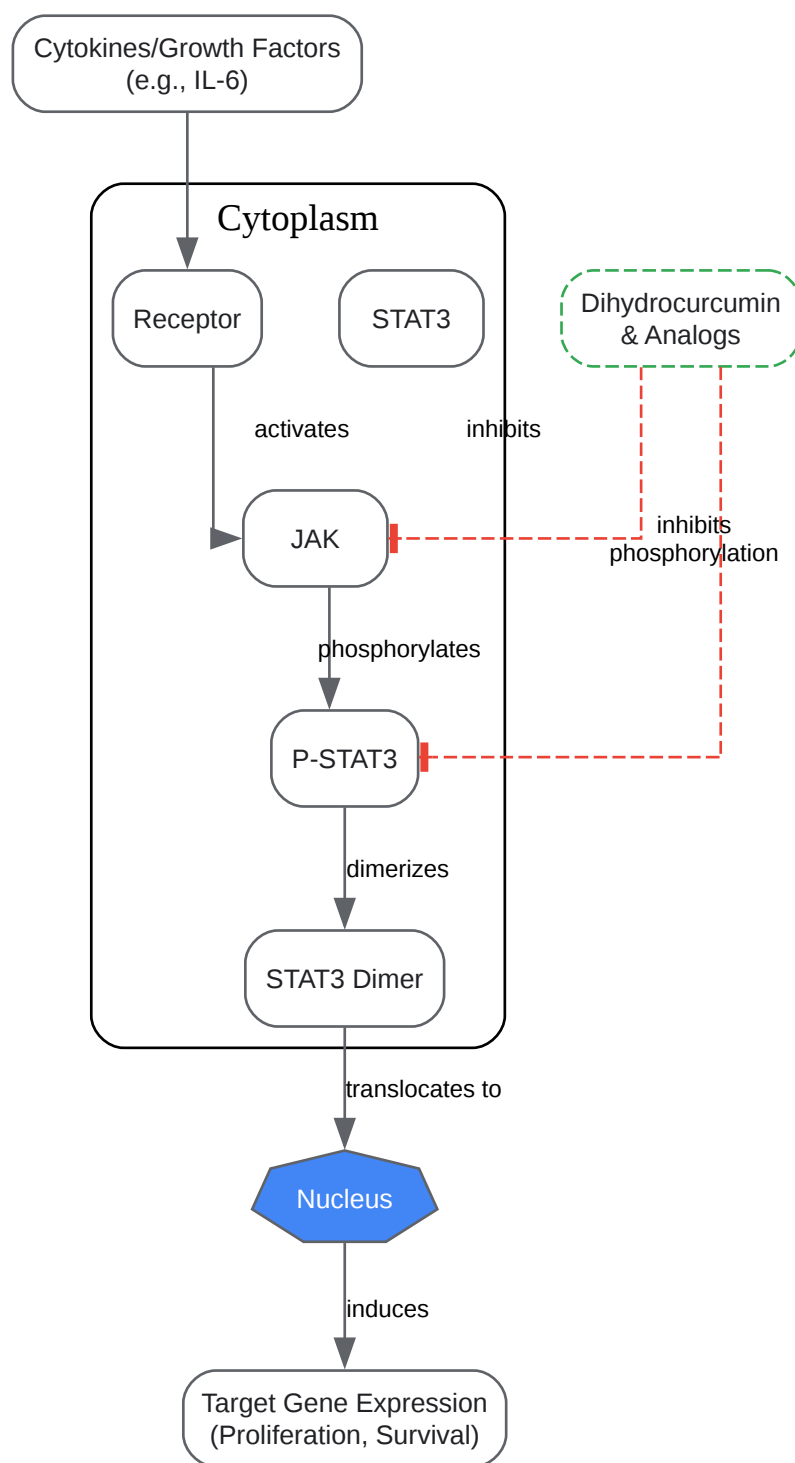 Cytokines/Growth Factors
(e.g., IL-6)
Cytoplasm
Receptor
STAT3
Dihydrocurcumin
& Analogs
activates
inhibits
JAK
inhibits
phosphorylation
phosphorylates
P-STAT3
dimerizes
STAT3 Dimer
translocates to
Nucleus
induces
Target Gene Expression
(Proliferation, Survival)